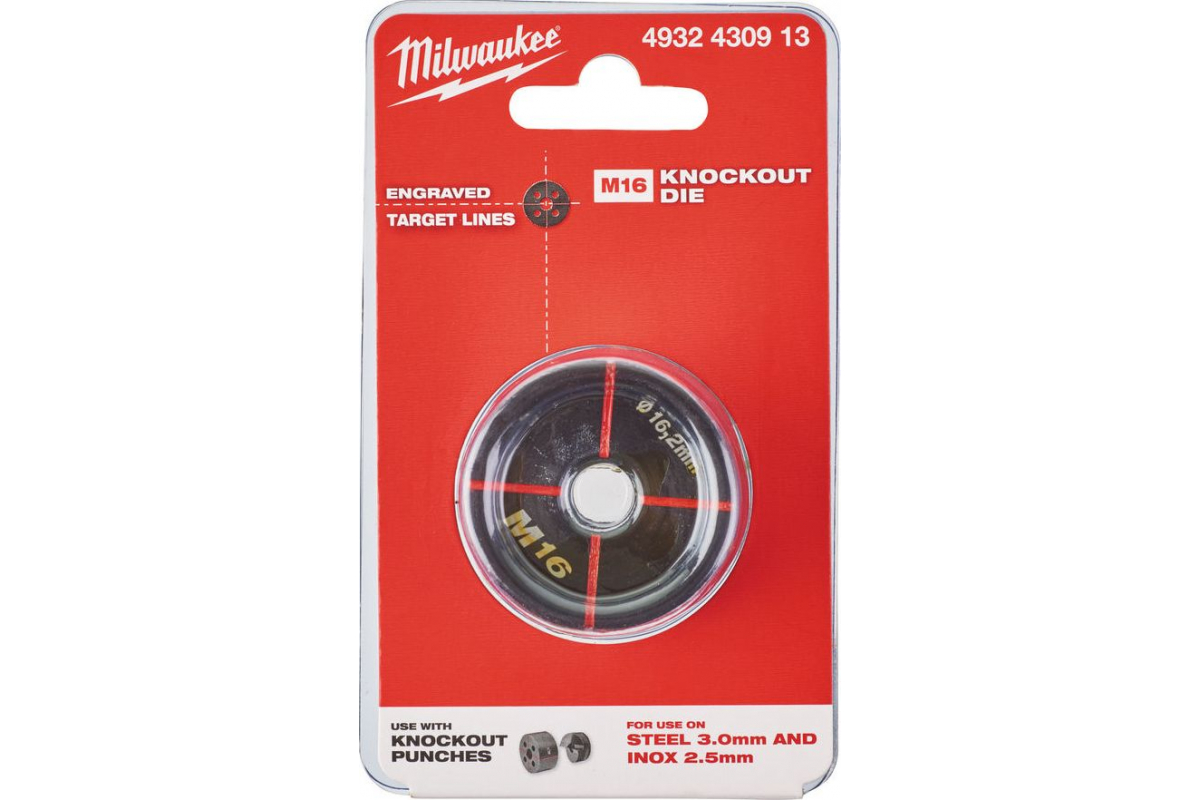 Milwaukee
4932 4309 13
ENGRAVED
TARGET LINES
M16
KNOCKOUT
DIE
Ø 16,2mm
M16
USE WITH
KNOCKOUT
PUNCHES
FOR USE ON
STEEL 3.0mm AND
INOX 2.5mm